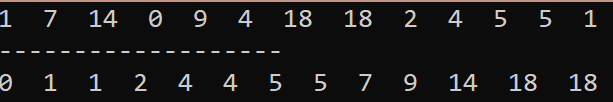 1 7 14 0 9 4 18 18 2 4 5 5 1
-------------------
0 1 1 2 4 4 5 5 7 9 14 18 18